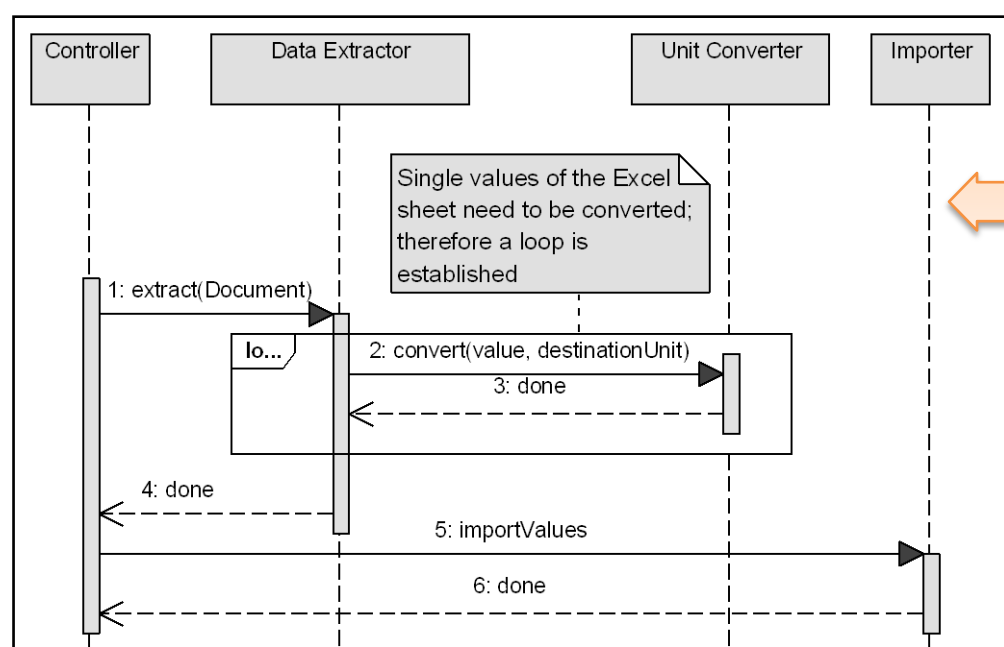 Controller
Data Extractor
Unit Converter
Importer
Single values of the Excel
sheet need to be converted;
therefore a loop is
established
1: extract(Document)
lo...
2: convert(value, destinationUnit)
3: done
4: done
5: importValues
6: done